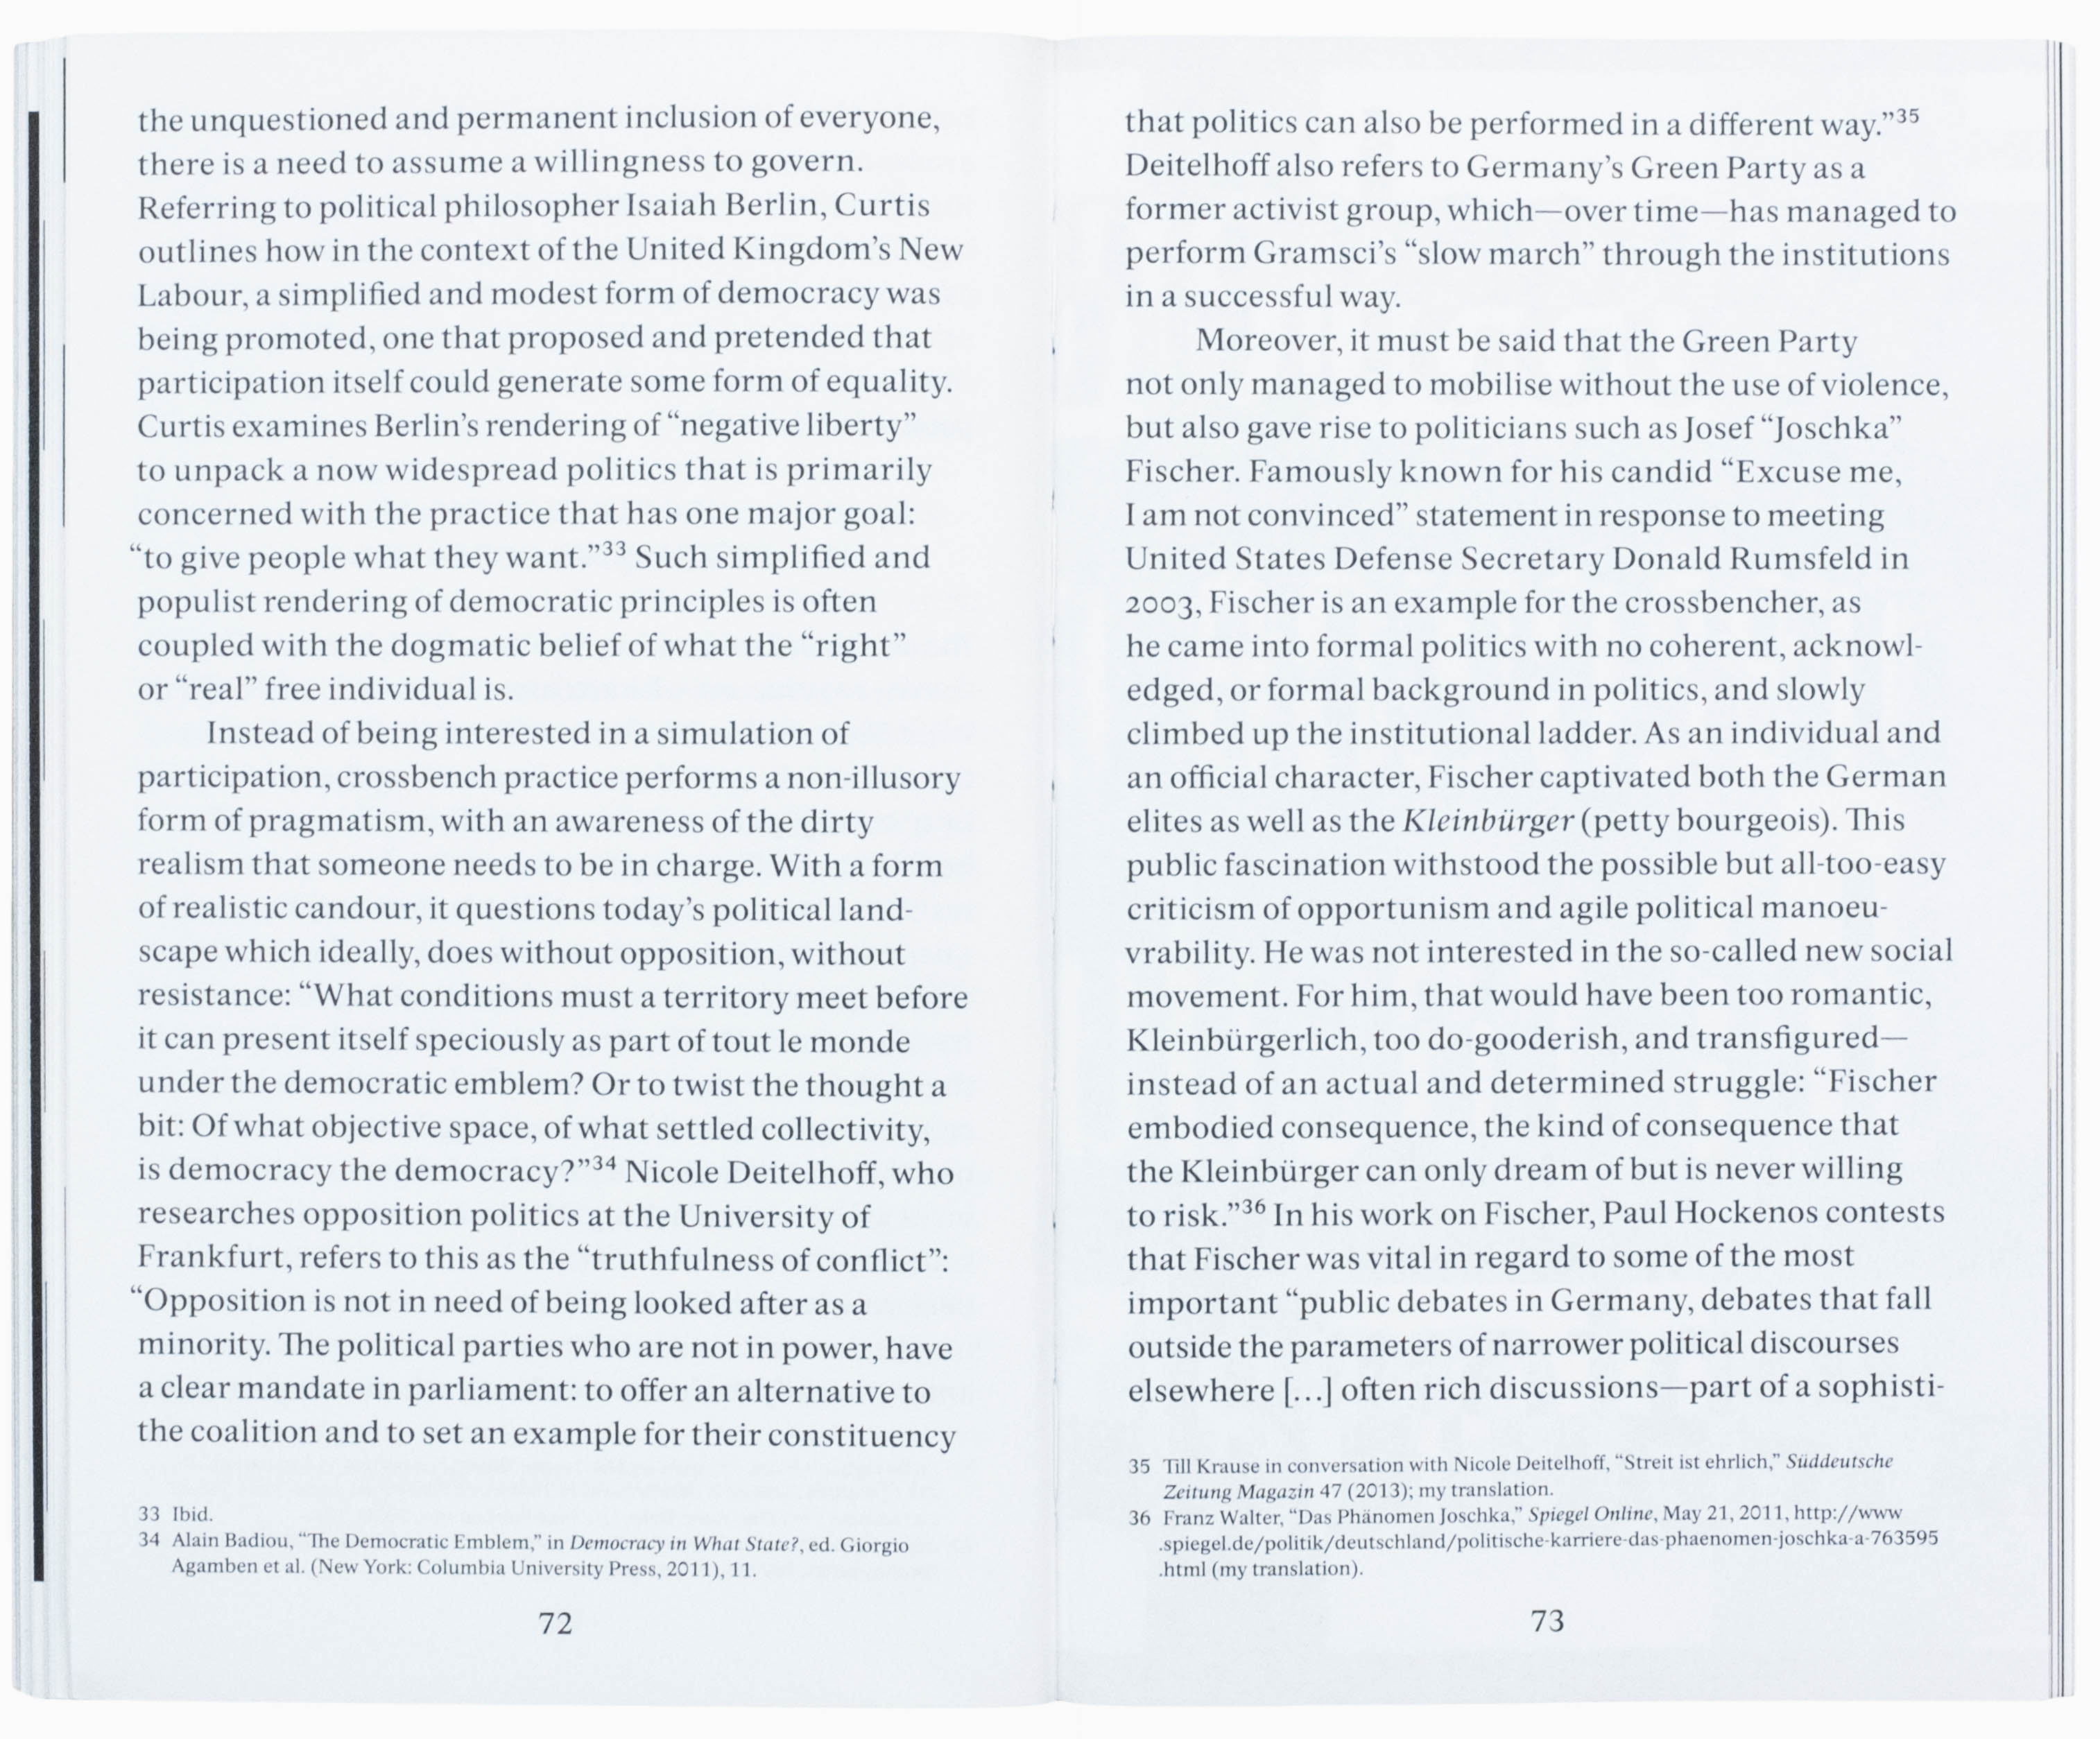 the unquestioned and permanent inclusion of everyone,
there is a need to assume a willingness to govern.
Referring to political philosopher Isaiah Berlin, Curtis
outlines how in the context of the United Kingdom’s New
Labour, a simplified and modest form of democracy was
being promoted, one that proposed and pretended that
participation itself could generate some form of equality.
Curtis examines Berlin’s rendering of “negative liberty”
to unpack a now widespread politics that is primarily
concerned with the practice that has one major goal:
“to give people what they want.”33 Such simplified and
populist rendering of democratic principles is often
coupled with the dogmatic belief of what the “right”
or “real” free individual is.
Instead of being interested in a simulation of
participation, crossbench practice performs a non-illusory
form of pragmatism, with an awareness of the dirty
realism that someone needs to be in charge. With a form
of realistic candour, it questions today’s political land-
scape which ideally, does without opposition, without
resistance: “What conditions must a territory meet before
it can present itself speciously as part of tout le monde
under the democratic emblem? Or to twist the thought a
bit: Of what objective space, of what settled collectivity,
is democracy the democracy?”34 Nicole Deitelhoff, who
researches opposition politics at the University of
Frankfurt, refers to this as the “truthfulness of conflict”:
“Opposition is not in need of being looked after as a
minority. The political parties who are not in power, have
a clear mandate in parliament: to offer an alternative to
the coalition and to set an example for their constituency
33 Ibid.
34 Alain Badiou, “The Democratic Emblem,” in Democracy in What State?, ed. Giorgio
Agamben et al. (New York: Columbia University Press, 2011), 11.
72
that politics can also be performed in a different way.”35
Deitelhoff also refers to Germany’s Green Party as a
former activist group, which—over time—has managed to
perform Gramsci’s “slow march” through the institutions
in a successful way.
Moreover, it must be said that the Green Party
not only managed to mobilise without the use of violence,
but also gave rise to politicians such as Josef “Joschka”
Fischer. Famously known for his candid “Excuse me,
I am not convinced” statement in response to meeting
United States Defense Secretary Donald Rumsfeld in
2003, Fischer is an example for the crossbencher, as
he came into formal politics with no coherent, acknowl-
edged, or formal background in politics, and slowly
climbed up the institutional ladder. As an individual and
an official character, Fischer captivated both the German
elites as well as the Kleinbürger (petty bourgeois). This
public fascination withstood the possible but all-too-easy
criticism of opportunism and agile political manoeu-
vrability. He was not interested in the so-called new social
movement. For him, that would have been too romantic,
Kleinbürgerlich, too do-gooderish, and transfigured—
instead of an actual and determined struggle: “Fischer
embodied consequence, the kind of consequence that
the Kleinbürger can only dream of but is never willing
to risk.”36 In his work on Fischer, Paul Hockenos contests
that Fischer was vital in regard to some of the most
important “public debates in Germany, debates that fall
outside the parameters of narrower political discourses
elsewhere […] often rich discussions—part of a sophisti-
35 Till Krause in conversation with Nicole Deitelhoff, “Streit ist ehrlich,” Süddeutsche
Zeitung Magazin 47 (2013); my translation.
36 Franz Walter, “Das Phänomen Joschka,” Spiegel Online, May 21, 2011, http://www
.spiegel.de/politik/deutschland/politische-karriere-das-phaenomen-joschka-a-763595
.html (my translation).
73